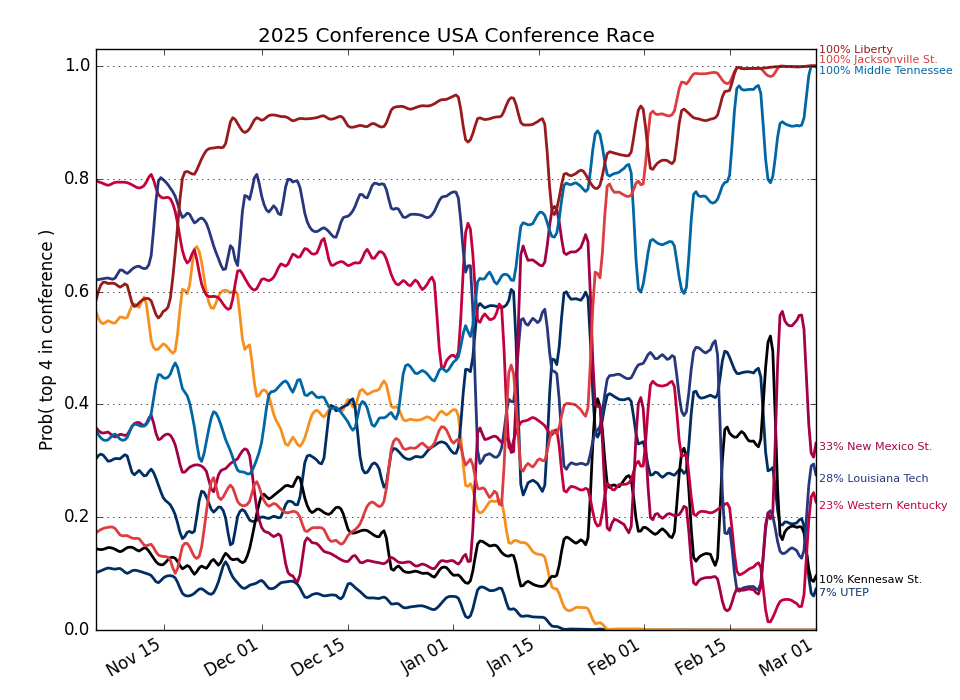 2025 Conference USA Conference Race
Prob( top 4 in conference )
1.0
0.8
0.6
0.4
0.2
0.0
Nov 15
Dec 01
Dec 15
Jan 01
Jan 15
Feb 01
Feb 15
Mar 01
100% Liberty
100% Jacksonville St.
100% Middle Tennessee
33% New Mexico St.
28% Louisiana Tech
23% Western Kentucky
10% Kennesaw St.
7% UTEP